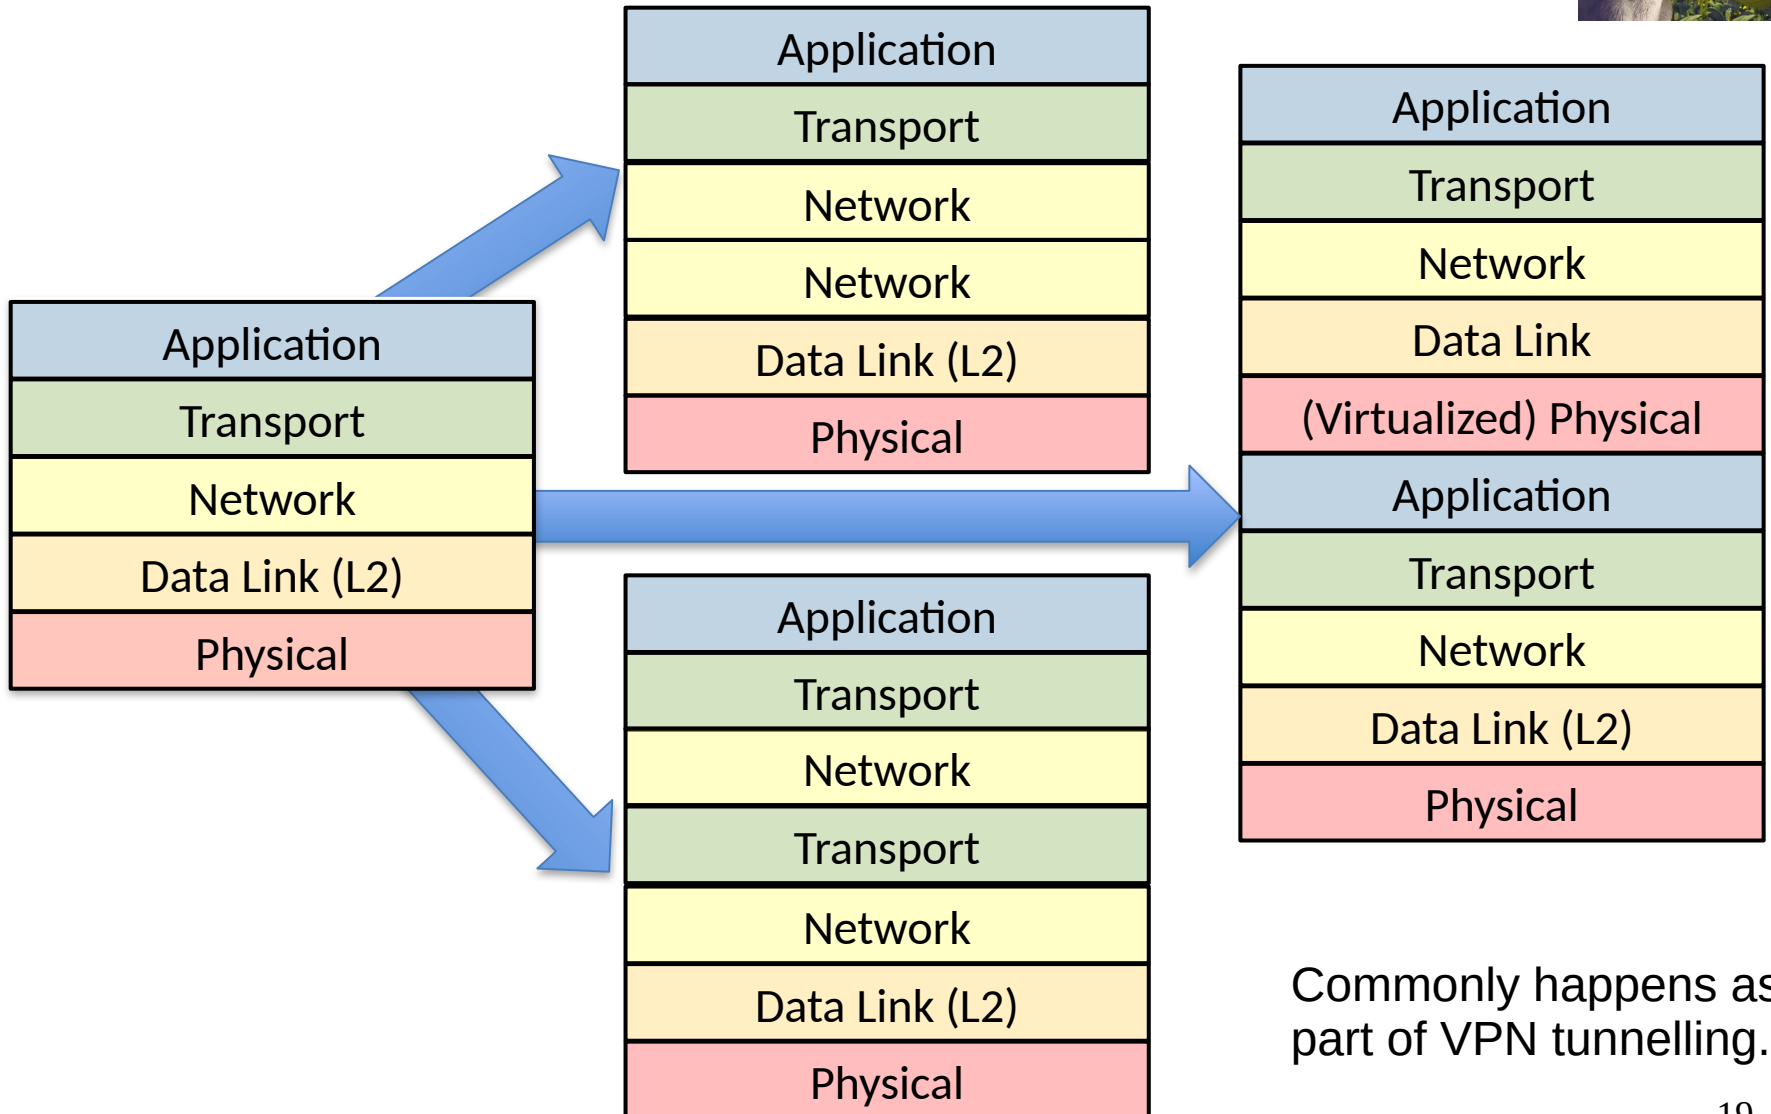 Application
Transport
Network
Data Link (L2)
Physical
Application
Transport
Network
Network
Data Link (L2)
Physical
Application
Transport
Network
Transport
Network
Data Link (L2)
Physical
Application
Transport
Network
Data Link
(Virtualized) Physical
Application
Transport
Network
Data Link (L2)
Physical
Commonly happens as
part of VPN tunnelling.
19